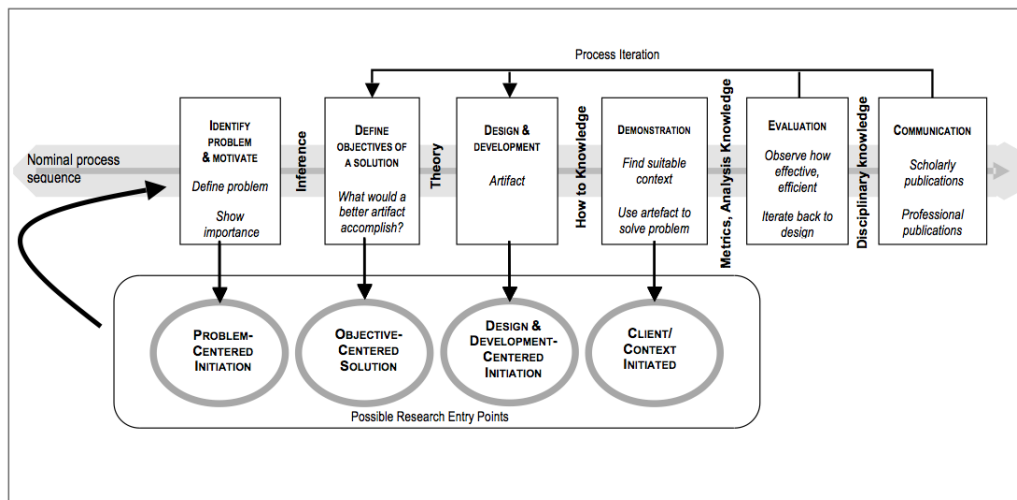 Process Iteration
Nominal process
sequence
IDENTIFY
PROBLEM
& MOTIVATE
Define problem
Show
importance
Inference
DEFINE
OBJECTIVES OF
A SOLUTION
What would a
better artifact
accomplish?
Theory
DESIGN &
DEVELOPMENT
Artifact
How to Knowledge
DEMONSTRATION
Find suitable
context
Use artefact to
solve problem
Metrics, Analysis Knowledge
EVALUATION
Observe how
effective,
efficient
Iterate back to
design
Disciplinary knowledge
COMMUNICATION
Scholarly
publications
Professional
publications
PROBLEM-
CENTERED
INITIATION
OBJECTIVE-
CENTERED
SOLUTION
DESIGN &
DEVELOPMENT-
CENTERED
INITIATION
CLIENT/
CONTEXT
INITIATED
Possible Research Entry Points